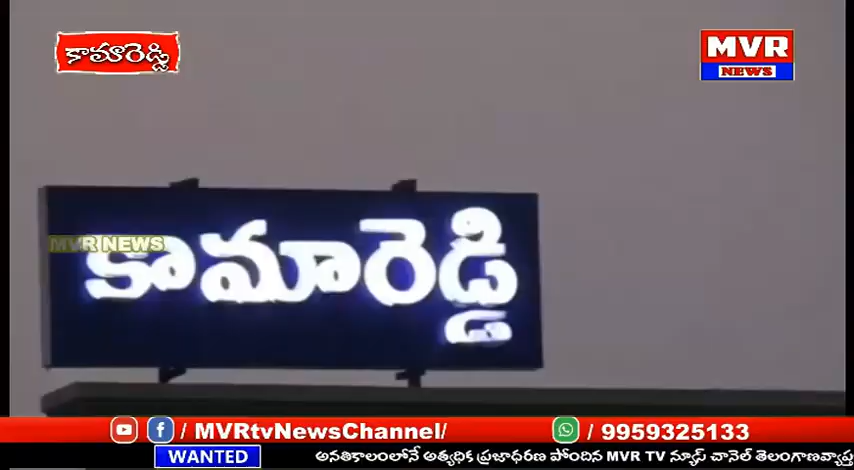 కామారెడ్డి
MVR
NEWS
MVR NEWS
కామారెడ్డి
/ MVRtvNewsChannel/
/ 9959325133
WANTED
అనతికాలంలోనే అత్యధిక ప్రజాధరణ పొందిన MVR TV న్యూస్ చానెల్ తెలంగాణవ్యాప్త